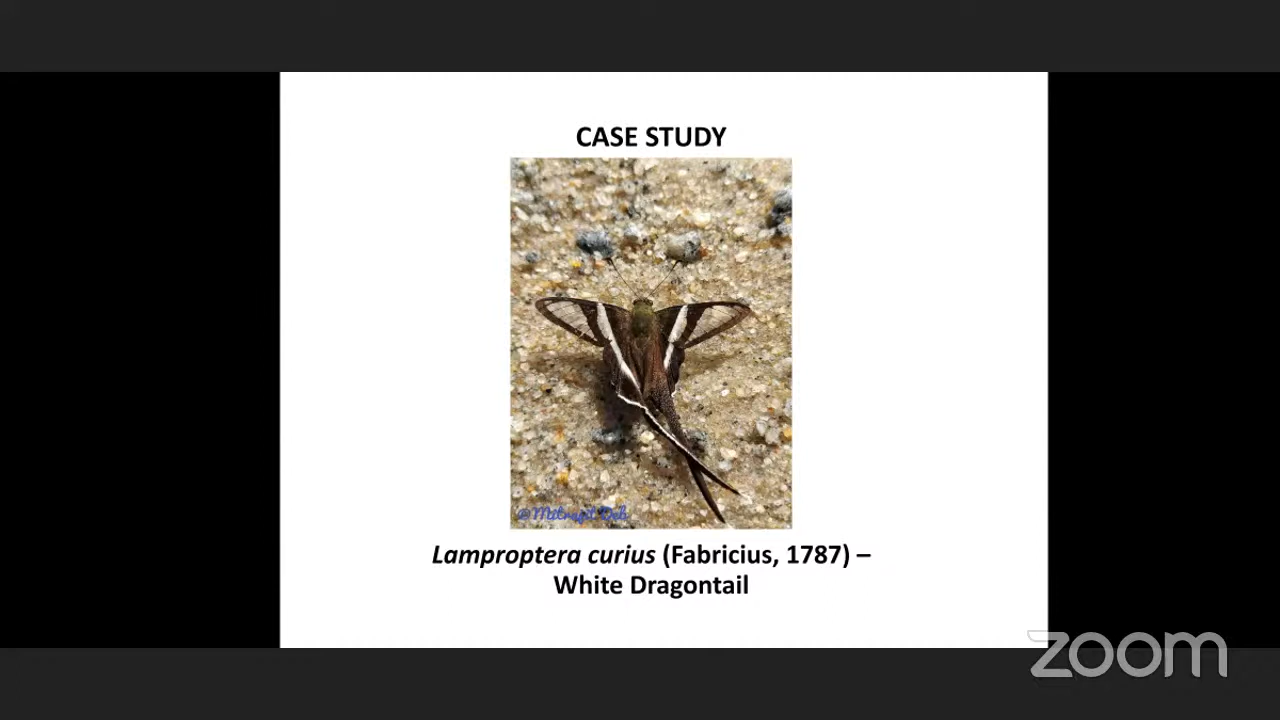 CASE STUDY
Lamproptera curius (Fabricius, 1787) –
White Dragontail
zoom